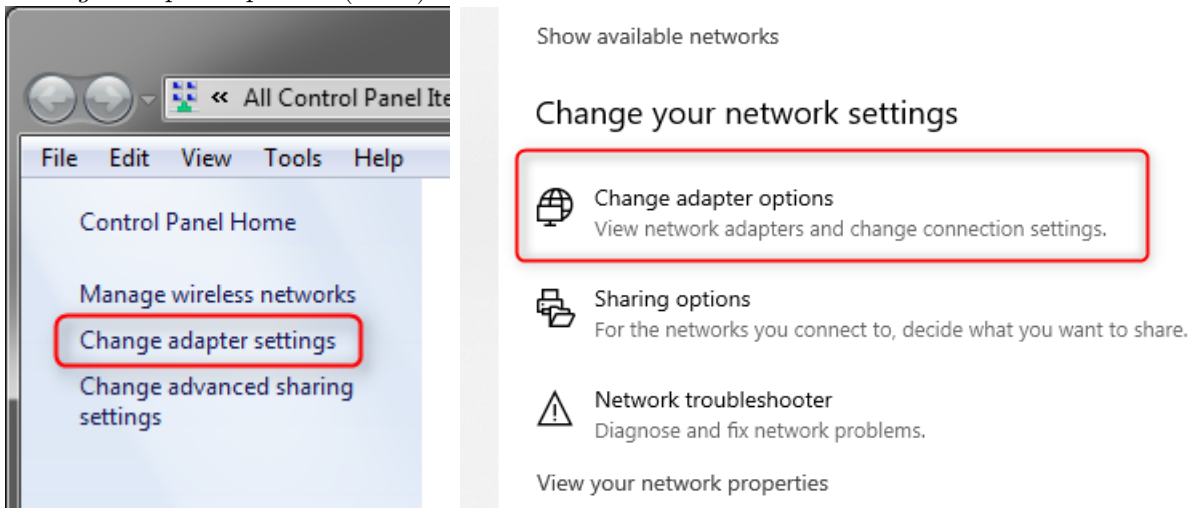 « All Control Panel Ite
File Edit View Tools Help
Control Panel Home
Manage wireless networks
Change adapter settings
Change advanced sharing
settings
Show available networks
Change your network settings
Change adapter options
View network adapters and change connection settings.
Sharing options
For the networks you connect to, decide what you want to share.
Network troubleshooter
Diagnose and fix network problems.
View your network properties